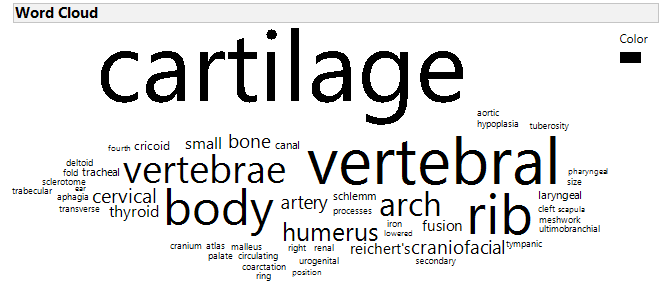 Word Cloud
Color
cartilage
aortic
hypoplasia
tuberosity
fourth cricoid small bone canal
vertebral
deltoid
fold tracheal vertebrae
pharyngeal
size
sclerotome
trabecular ear
aphagia cervical
transverse thyroid
body
artery schlemm
processes
arch
rib
laryngeal
cleft scapula
meshwork
ultimobranchial
humerus
iron
lowered
fusion
cranium atlas malleus
palate circulating
coarctation
ring
right renal
urogenital
position
reichert's craniofacial tympanic
secondary